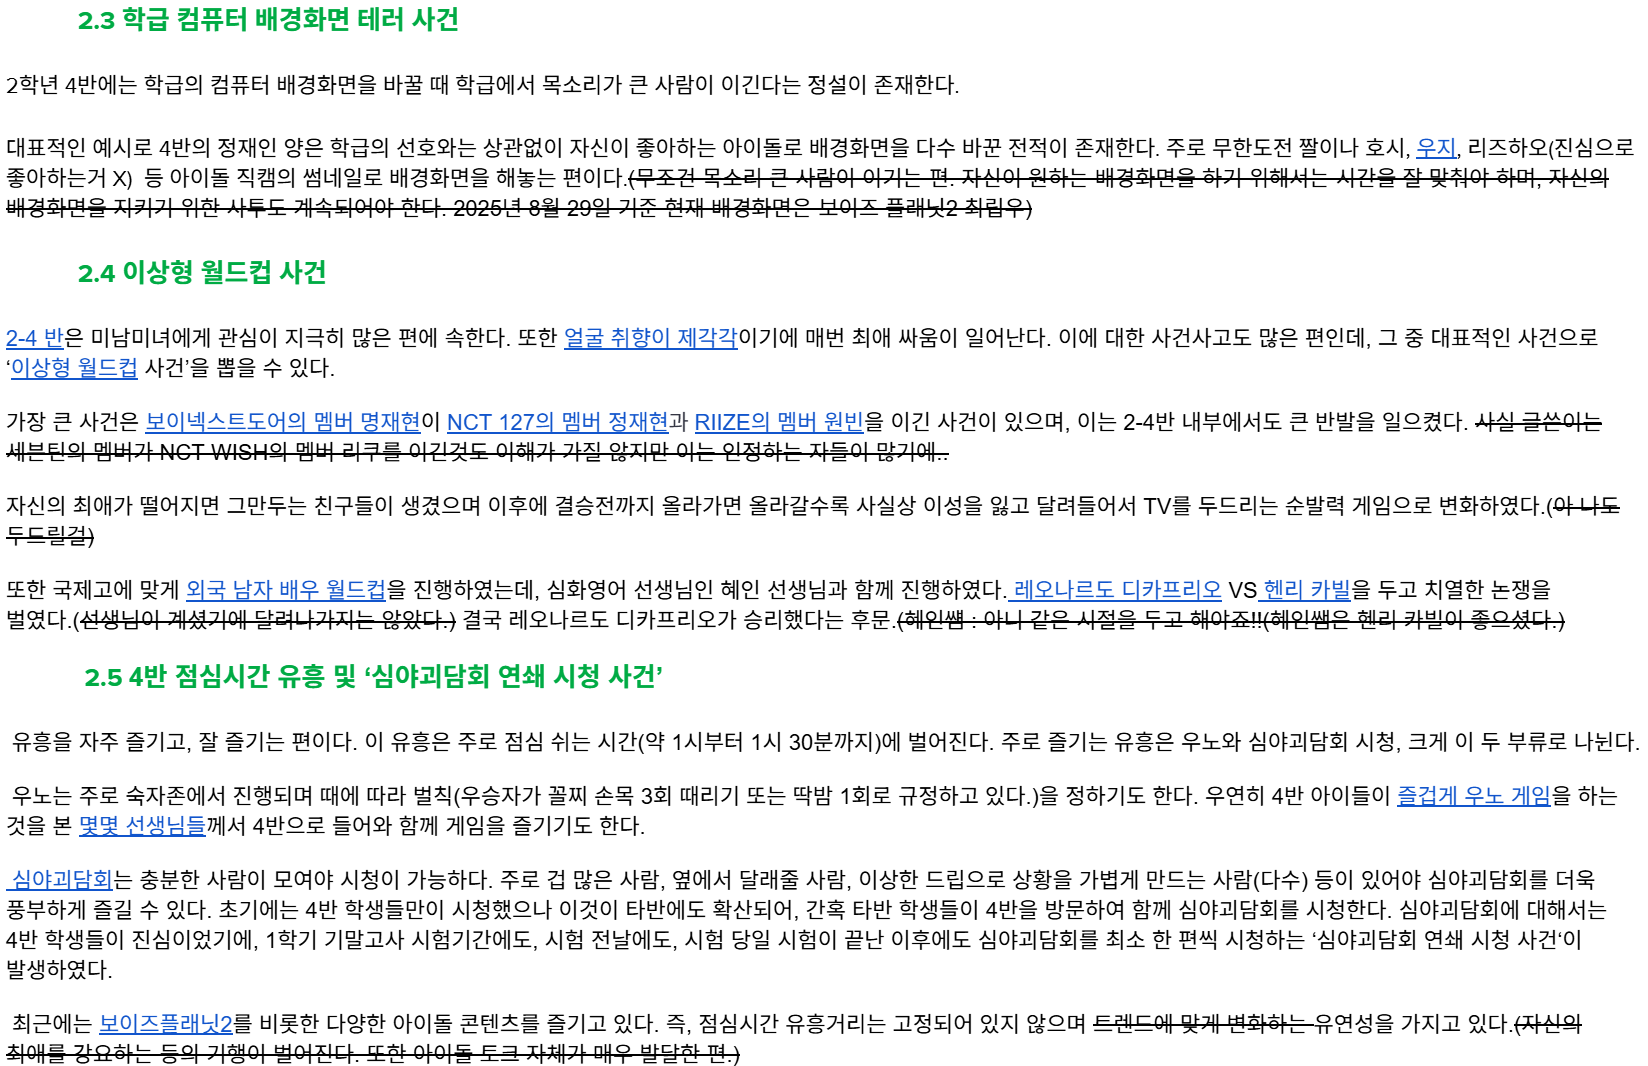 2.3 학급 컴퓨터 배경화면 테러 사건
2학년 4반에는 학급의 컴퓨터 배경화면을 바꿀 때 학급에서 목소리가 큰 사람이 이긴다는 정설이 존재한다.
대표적인 예시로 4반의 정재인 양은 학급의 선호와는 상관없이 자신이 좋아하는 아이돌로 배경화면을 다수 바꾼 전적이 존재한다. 주로 무한도전 짤이나 호시, 우지, 리즈하오(진심으로
좋아하는거 X)  등 아이돌 직캠의 썸네일로 배경화면을 해놓는 편이다.(무조건 목소리 큰 사람이 이기는 편. 자신이 원하는 배경화면을 하기 위해서는 시간을 잘 맞춰야 하며, 자신의
배경화면을 지키기 위한 사투도 계속되어야 한다. 2025년 8월 29일 기준 현재 배경화면은 보이즈 플래닛2 최립우)
2.4 이상형 월드컵 사건
2-4 반은 미남미녀에게 관심이 지극히 많은 편에 속한다. 또한 얼굴 취향이 제각각이기에 매번 최애 싸움이 일어난다. 이에 대한 사건사고도 많은 편인데, 그 중 대표적인 사건으로
‘이상형 월드컵 사건’을 뽑을 수 있다.
가장 큰 사건은 보이넥스트도어의 멤버 명재현이 NCT 127의 멤버 정재현과 RIIZE의 멤버 원빈을 이긴 사건이 있으며, 이는 2-4반 내부에서도 큰 반발을 일으켰다. 사실 글쓴이는
세븐틴의 멤버가 NCT WISH의 멤버 리쿠를 이긴것도 이해가 가질 않지만 이는 인정하는 자들이 많기에..
자신의 최애가 떨어지면 그만두는 친구들이 생겼으며 이후에 결승전까지 올라가면 올라갈수록 사실상 이성을 잃고 달려들어서 TV를 두드리는 순발력 게임으로 변화하였다.(아 나도
두드릴걸)
또한 국제고에 맞게 외국 남자 배우 월드컵을 진행하였는데, 심화영어 선생님인 혜인 선생님과 함께 진행하였다. 레오나르도 디카프리오 VS 헨리 카빌을 두고 치열한 논쟁을
벌였다.(선생님이 계셨기에 달려나가지는 않았다.) 결국 레오나르도 디카프리오가 승리했다는 후문.(혜인쌤 : 아니 같은 시절을 두고 해야죠!!(혜인쌤은 헨리 카빌이 좋으셨다.)
2.5 4반 점심시간 유흥 및 ‘심야괴담회 연쇄 시청 사건’
유흥을 자주 즐기고, 잘 즐기는 편이다. 이 유흥은 주로 점심 쉬는 시간(약 1시부터 1시 30분까지)에 벌어진다. 주로 즐기는 유흥은 우노와 심야괴담회 시청, 크게 이 두 부류로 나뉜다.
우노는 주로 숙자존에서 진행되며 때에 따라 벌칙(우승자가 꼴찌 손목 3회 때리기 또는 딱밤 1회로 규정하고 있다.)을 정하기도 한다. 우연히 4반 아이들이 즐겁게 우노 게임을 하는
것을 본 몇몇 선생님들께서 4반으로 들어와 함께 게임을 즐기기도 한다.
심야괴담회는 충분한 사람이 모여야 시청이 가능하다. 주로 겁 많은 사람, 옆에서 달래줄 사람, 이상한 드립으로 상황을 가볍게 만드는 사람(다수) 등이 있어야 심야괴담회를 더욱
풍부하게 즐길 수 있다. 초기에는 4반 학생들만이 시청했으나 이것이 타반에도 확산되어, 간혹 타반 학생들이 4반을 방문하여 함께 심야괴담회를 시청한다. 심야괴담회에 대해서는
4반 학생들이 진심이었기에, 1학기 기말고사 시험기간에도, 시험 전날에도, 시험 당일 시험이 끝난 이후에도 심야괴담회를 최소 한 편씩 시청하는 ‘심야괴담회 연쇄 시청 사건‘이
발생하였다.
최근에는 보이즈플래닛2를 비롯한 다양한 아이돌 콘텐츠를 즐기고 있다. 즉, 점심시간 유흥거리는 고정되어 있지 않으며 트렌드에 맞게 변화하는 유연성을 가지고 있다.(자신의
최애를 강요하는 등의 기행이 벌어진다. 또한 아이돌 토크 자체가 매우 발달한 편.)